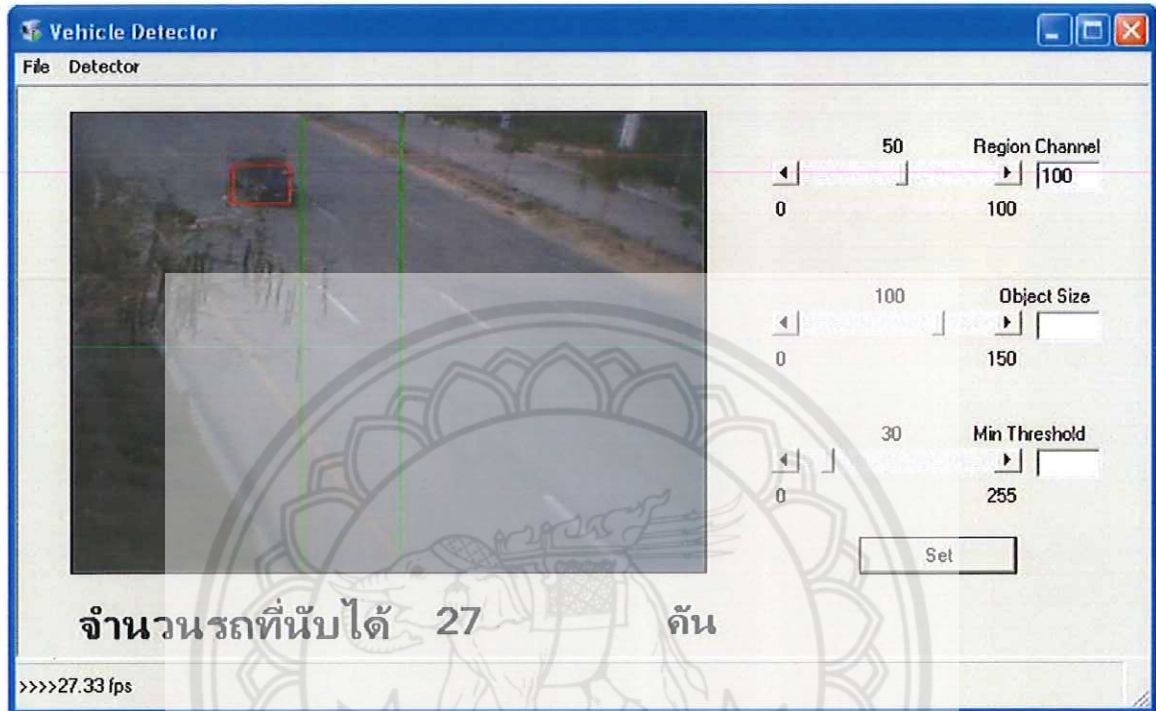 Vehicle Detector
File Detector
50 Region Channel
100
0 100
100 Object Size
0 150
30 Min Threshold
0 255
Set
จำนวนรถที่นับได้ 27 คัน
>>>>27.33 fps